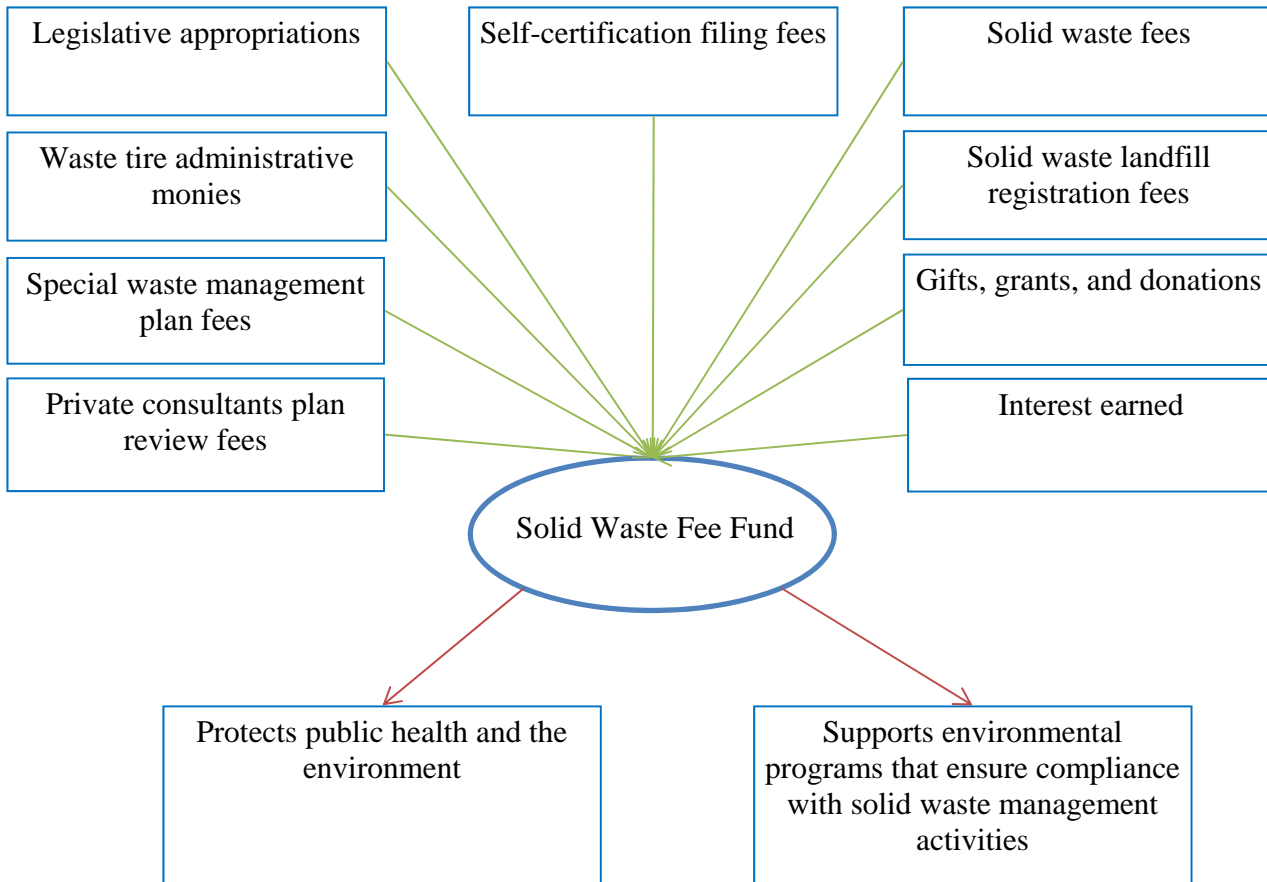 Legislative appropriations
Self-certification filing fees
Solid waste fees
Waste tire administrative
monies
Solid waste landfill
registration fees
Special waste management
plan fees
Gifts, grants, and donations
Private consultants plan
review fees
Interest earned
Solid Waste Fee Fund
Protects public health and the
environment
Supports environmental
programs that ensure compliance
with solid waste management
activities